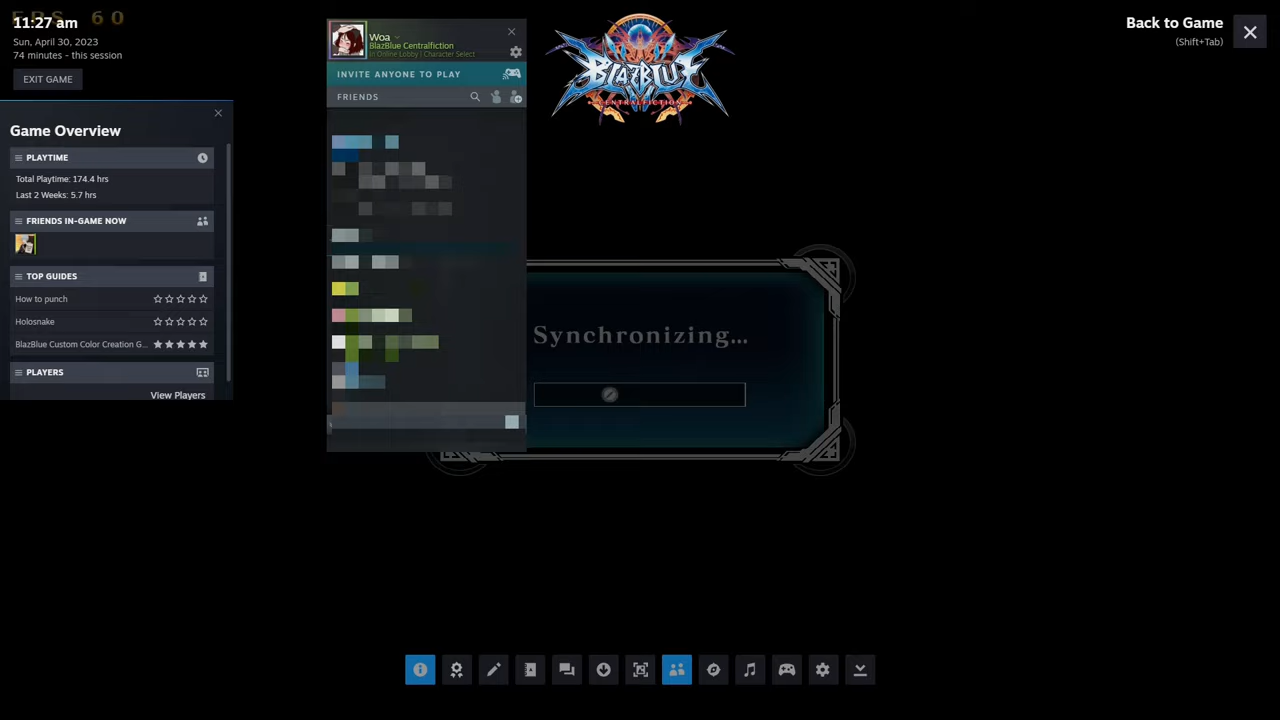 FPS 60
11:27 am
Sun, April 30, 2023
74 minutes - this session
EXIT GAME
Game Overview
PLAYTIME
Total Playtime: 174.4 hrs
Last 2 Weeks: 5.7 hrs
FRIENDS IN-GAME NOW
TOP GUIDES
How to punch
Holosnake
BlazBlue Custom Color Creation G...
PLAYERS
View Players
Woa
BlazBlue Centralfiction
In Online Lobby | Character Select
INVITE ANYONE TO PLAY
FRIENDS
BLAZBLUE
CENTRALFICTION
Synchronizing...
Back to Game
(Shift+Tab)